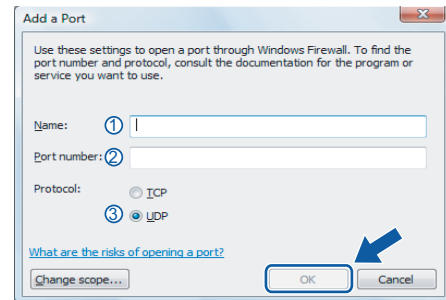 Add a Port
Use these settings to open a port through Windows Firewall. To find the
port number and protocol, consult the documentation for the program or
service you want to use.
Name: ①
Port number: ②
Protocol: TCP
③ UDP
What are the risks of opening a port?
Change scope... OK Cancel